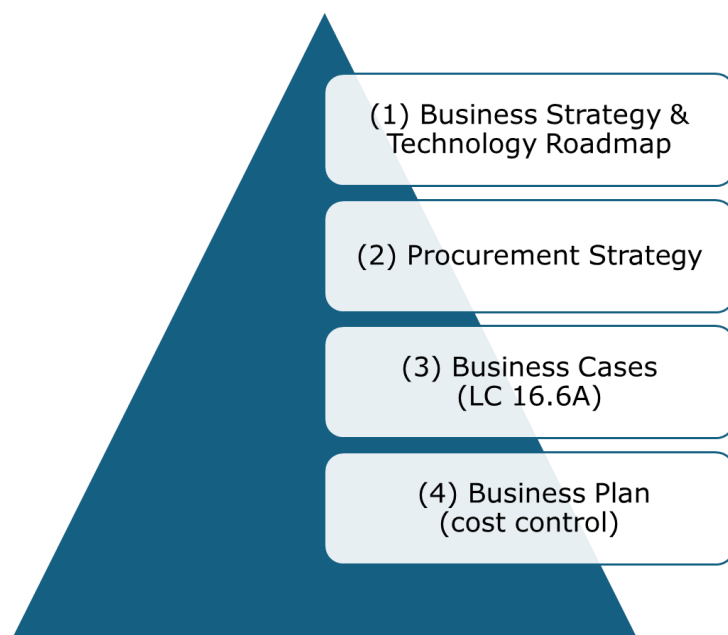 (1) Business Strategy &
Technology Roadmap
(2) Procurement Strategy
(3) Business Cases
(LC 16.6A)
(4) Business Plan
(cost control)